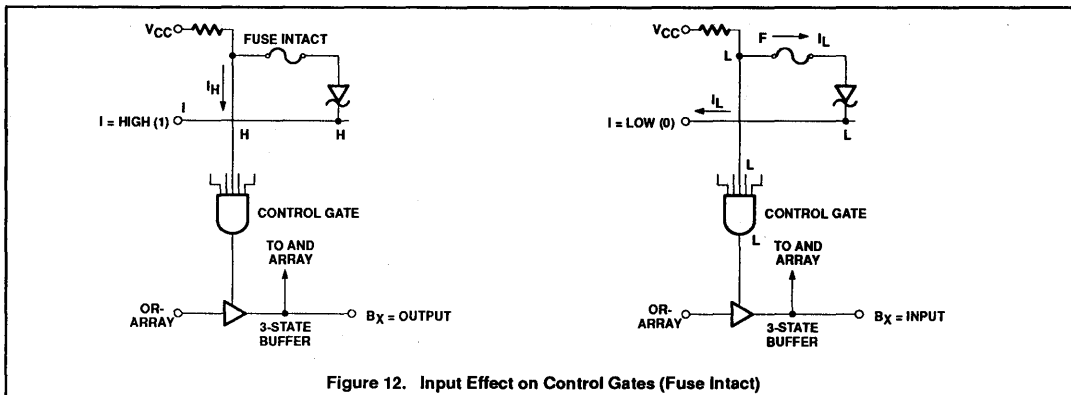 VCC
FUSE INTACT
IH
I
I = HIGH (1)
H
H
CONTROL GATE
TO AND
ARRAY
OR-
ARRAY
3-STATE
BUFFER
BX = OUTPUT
VCC
F
IL
L
IL
I = LOW (0)
L
L
CONTROL GATE
L
TO AND
ARRAY
OR-
ARRAY
3-STATE
BUFFER
BX = INPUT
Figure 12. Input Effect on Control Gates (Fuse Intact)